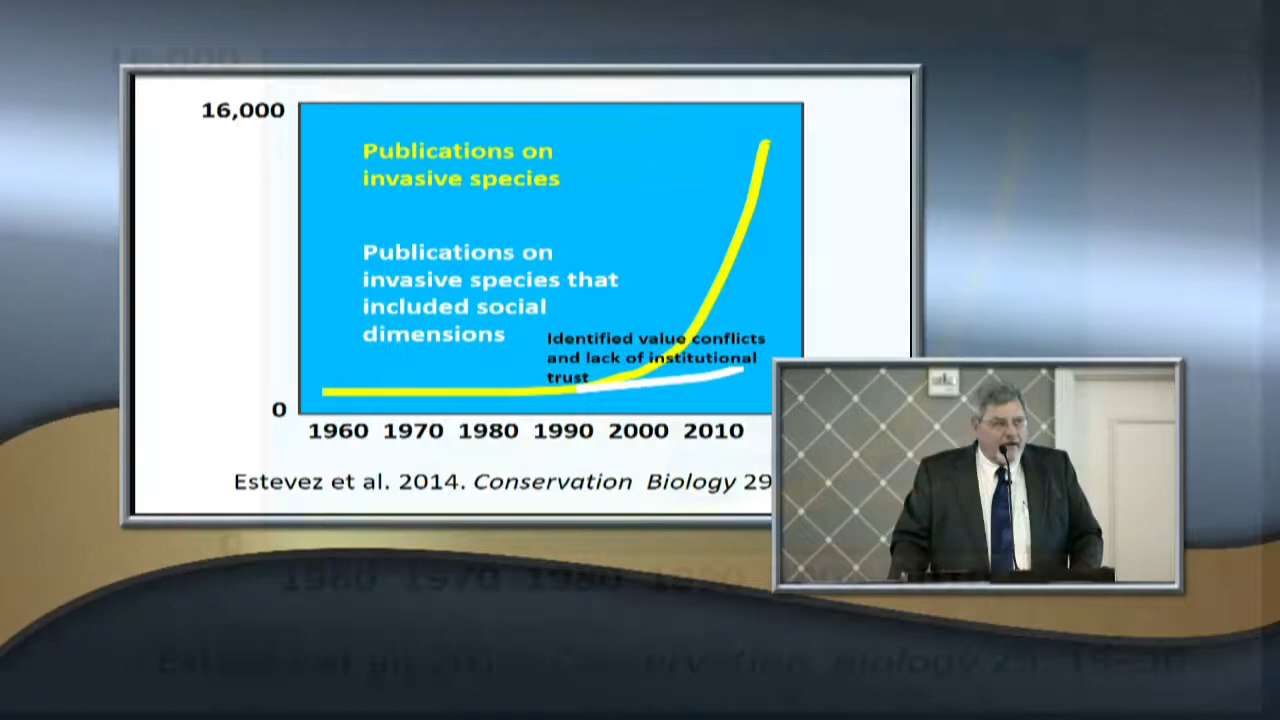 16,000
Publications on
invasive species
Publications on
invasive species that
included social
dimensions
Identified value conflicts
and lack of institutional
trust
0
1960 1970 1980 1990 2000 2010
Estevez et al. 2014. Conservation Biology 29